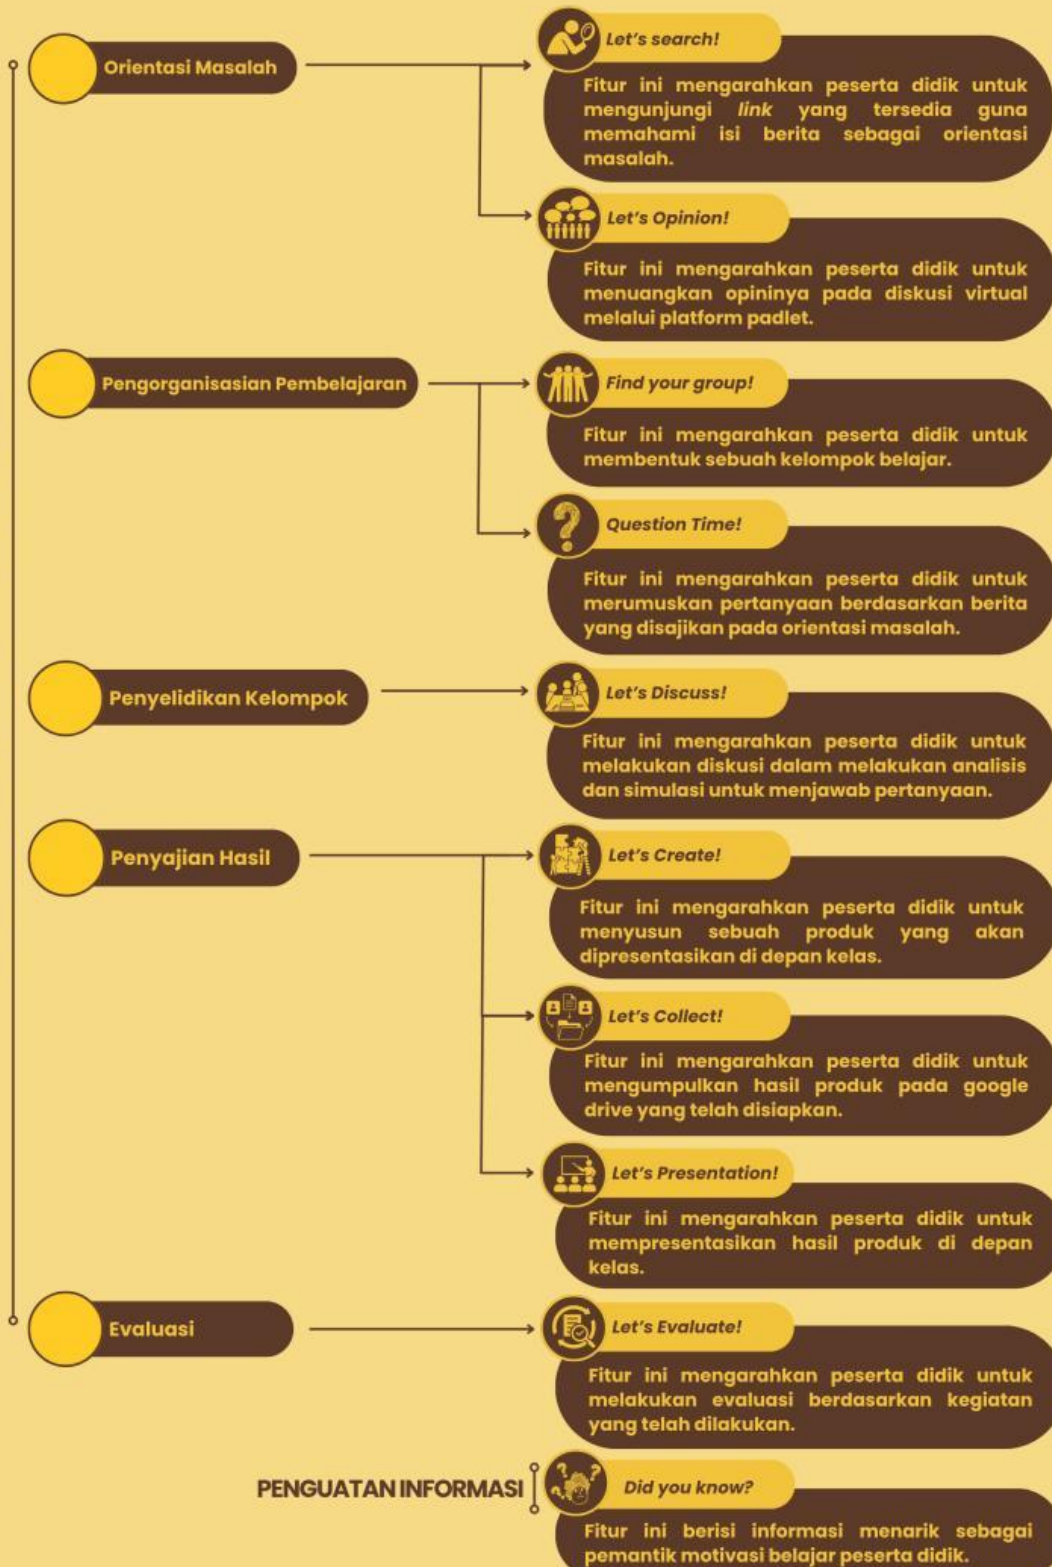 Orientasi Masalah
Let's search!
Fitur ini mengarahkan peserta didik untuk
mengunjungi link yang tersedia guna
memahami isi berita sebagai orientasi
masalah.
Let's Opinion!
Fitur ini mengarahkan peserta didik untuk
menuangkan opininya pada diskusi virtual
melalui platform padlet.
Pengorganisasian Pembelajaran
Find your group!
Fitur ini mengarahkan peserta didik untuk
membentuk sebuah kelompok belajar.
Question Time!
Fitur ini mengarahkan peserta didik untuk
merumuskan pertanyaan berdasarkan berita
yang disajikan pada orientasi masalah.
Penyelidikan Kelompok
Let's Discuss!
Fitur ini mengarahkan peserta didik untuk
melakukan diskusi dalam melakukan analisis
dan simulasi untuk menjawab pertanyaan.
Penyajian Hasil
Let's Create!
Fitur ini mengarahkan peserta didik untuk
menyusun sebuah produk yang akan
dipresentasikan di depan kelas.
Let's Collect!
Fitur ini mengarahkan peserta didik untuk
mengumpulkan hasil produk pada google
drive yang telah disiapkan.
Let's Presentation!
Fitur ini mengarahkan peserta didik untuk
mempresentasikan hasil produk di depan
kelas.
Evaluasi
Let's Evaluate!
Fitur ini mengarahkan peserta didik untuk
melakukan evaluasi berdasarkan kegiatan
yang telah dilakukan.
PENGUATAN INFORMASI
Did you know?
Fitur ini berisi informasi menarik sebagai
pemantik motivasi belajar peserta didik.